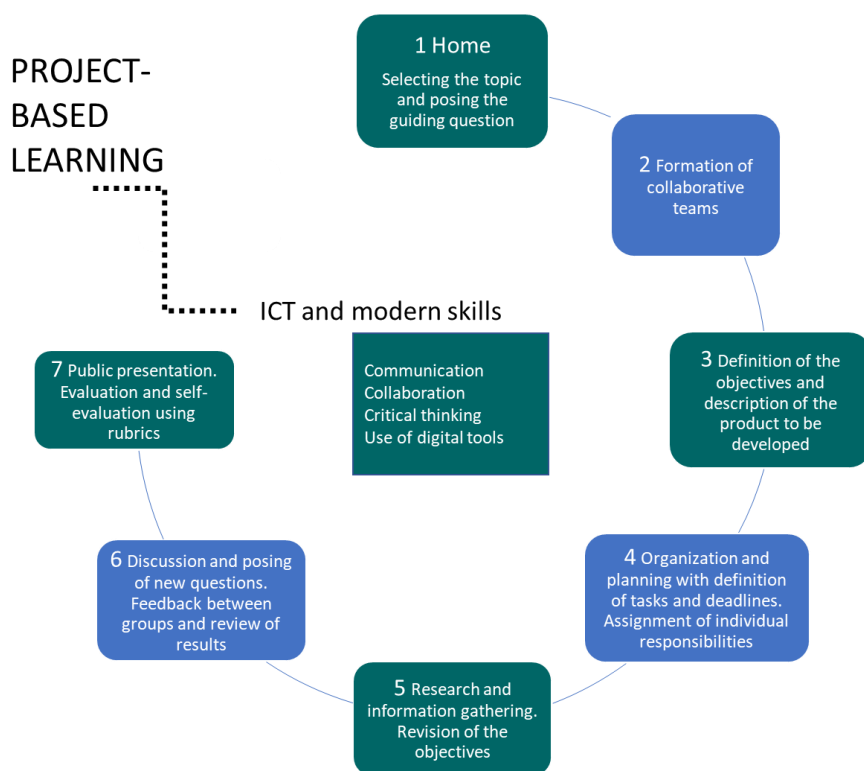 PROJECT-
BASED
LEARNING
1 Home
Selecting the topic
and posing the
guiding question
2 Formation of
collaborative
teams
ICT and modern skills
Communication
Collaboration
Critical thinking
Use of digital tools
3 Definition of the
objectives and
description of the
product to be
developed
4 Organization and
planning with definition
of tasks and deadlines.
Assignment of individual
responsibilities
5 Research and
information gathering.
Revision of the
objectives
6 Discussion and posing
of new questions.
Feedback between
groups and review of
results
7 Public presentation.
Evaluation and self-
evaluation using
rubrics